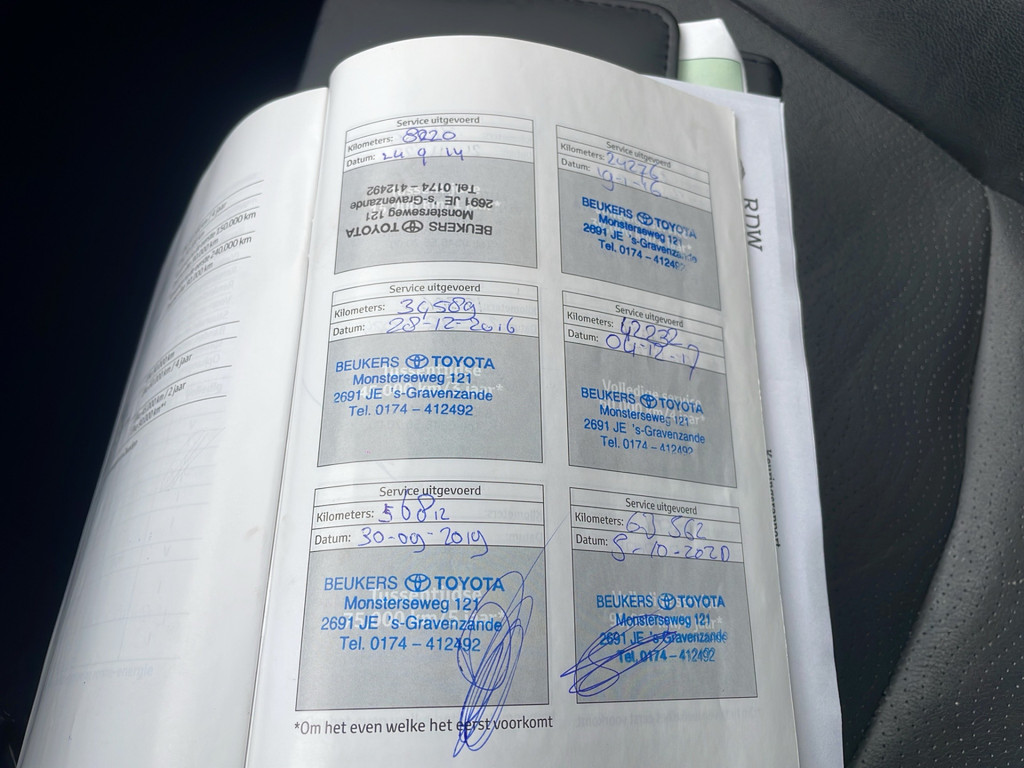 Service uitgevoerd
Kilometers: 8220
Datum: 24 9 14
BEUKERS TOYOTA
Monsterseweg 121
2691 JE 's-Gravenzande
Tel. 0174 – 412492
Service uitgevoerd
Kilometers: 24276
Datum: 19-1-16
BEUKERS TOYOTA
Monsterseweg 121
2691 JE 's-Gravenzande
Tel. 0174 – 412492
Service uitgevoerd
Kilometers: 34589
Datum: 28-12-2016
BEUKERS TOYOTA
Monsterseweg 121
2691 JE 's-Gravenzande
Tel. 0174 – 412492
Service uitgevoerd
Kilometers: 42232
Datum: 04-12-17
BEUKERS TOYOTA
Monsterseweg 121
2691 JE 's-Gravenzande
Tel. 0174 – 412492
Service uitgevoerd
Kilometers: 56812
Datum: 30-09-2019
BEUKERS TOYOTA
Monsterseweg 121
2691 JE 's-Gravenzande
Tel. 0174 – 412492
Service uitgevoerd
Kilometers: 562
Datum: 5-10-2020
BEUKERS TOYOTA
Monsterseweg 121
2691 JE 's-Gravenzande
Tel. 0174 – 412492
*Om het even welke het eerst voorkomt
RDW